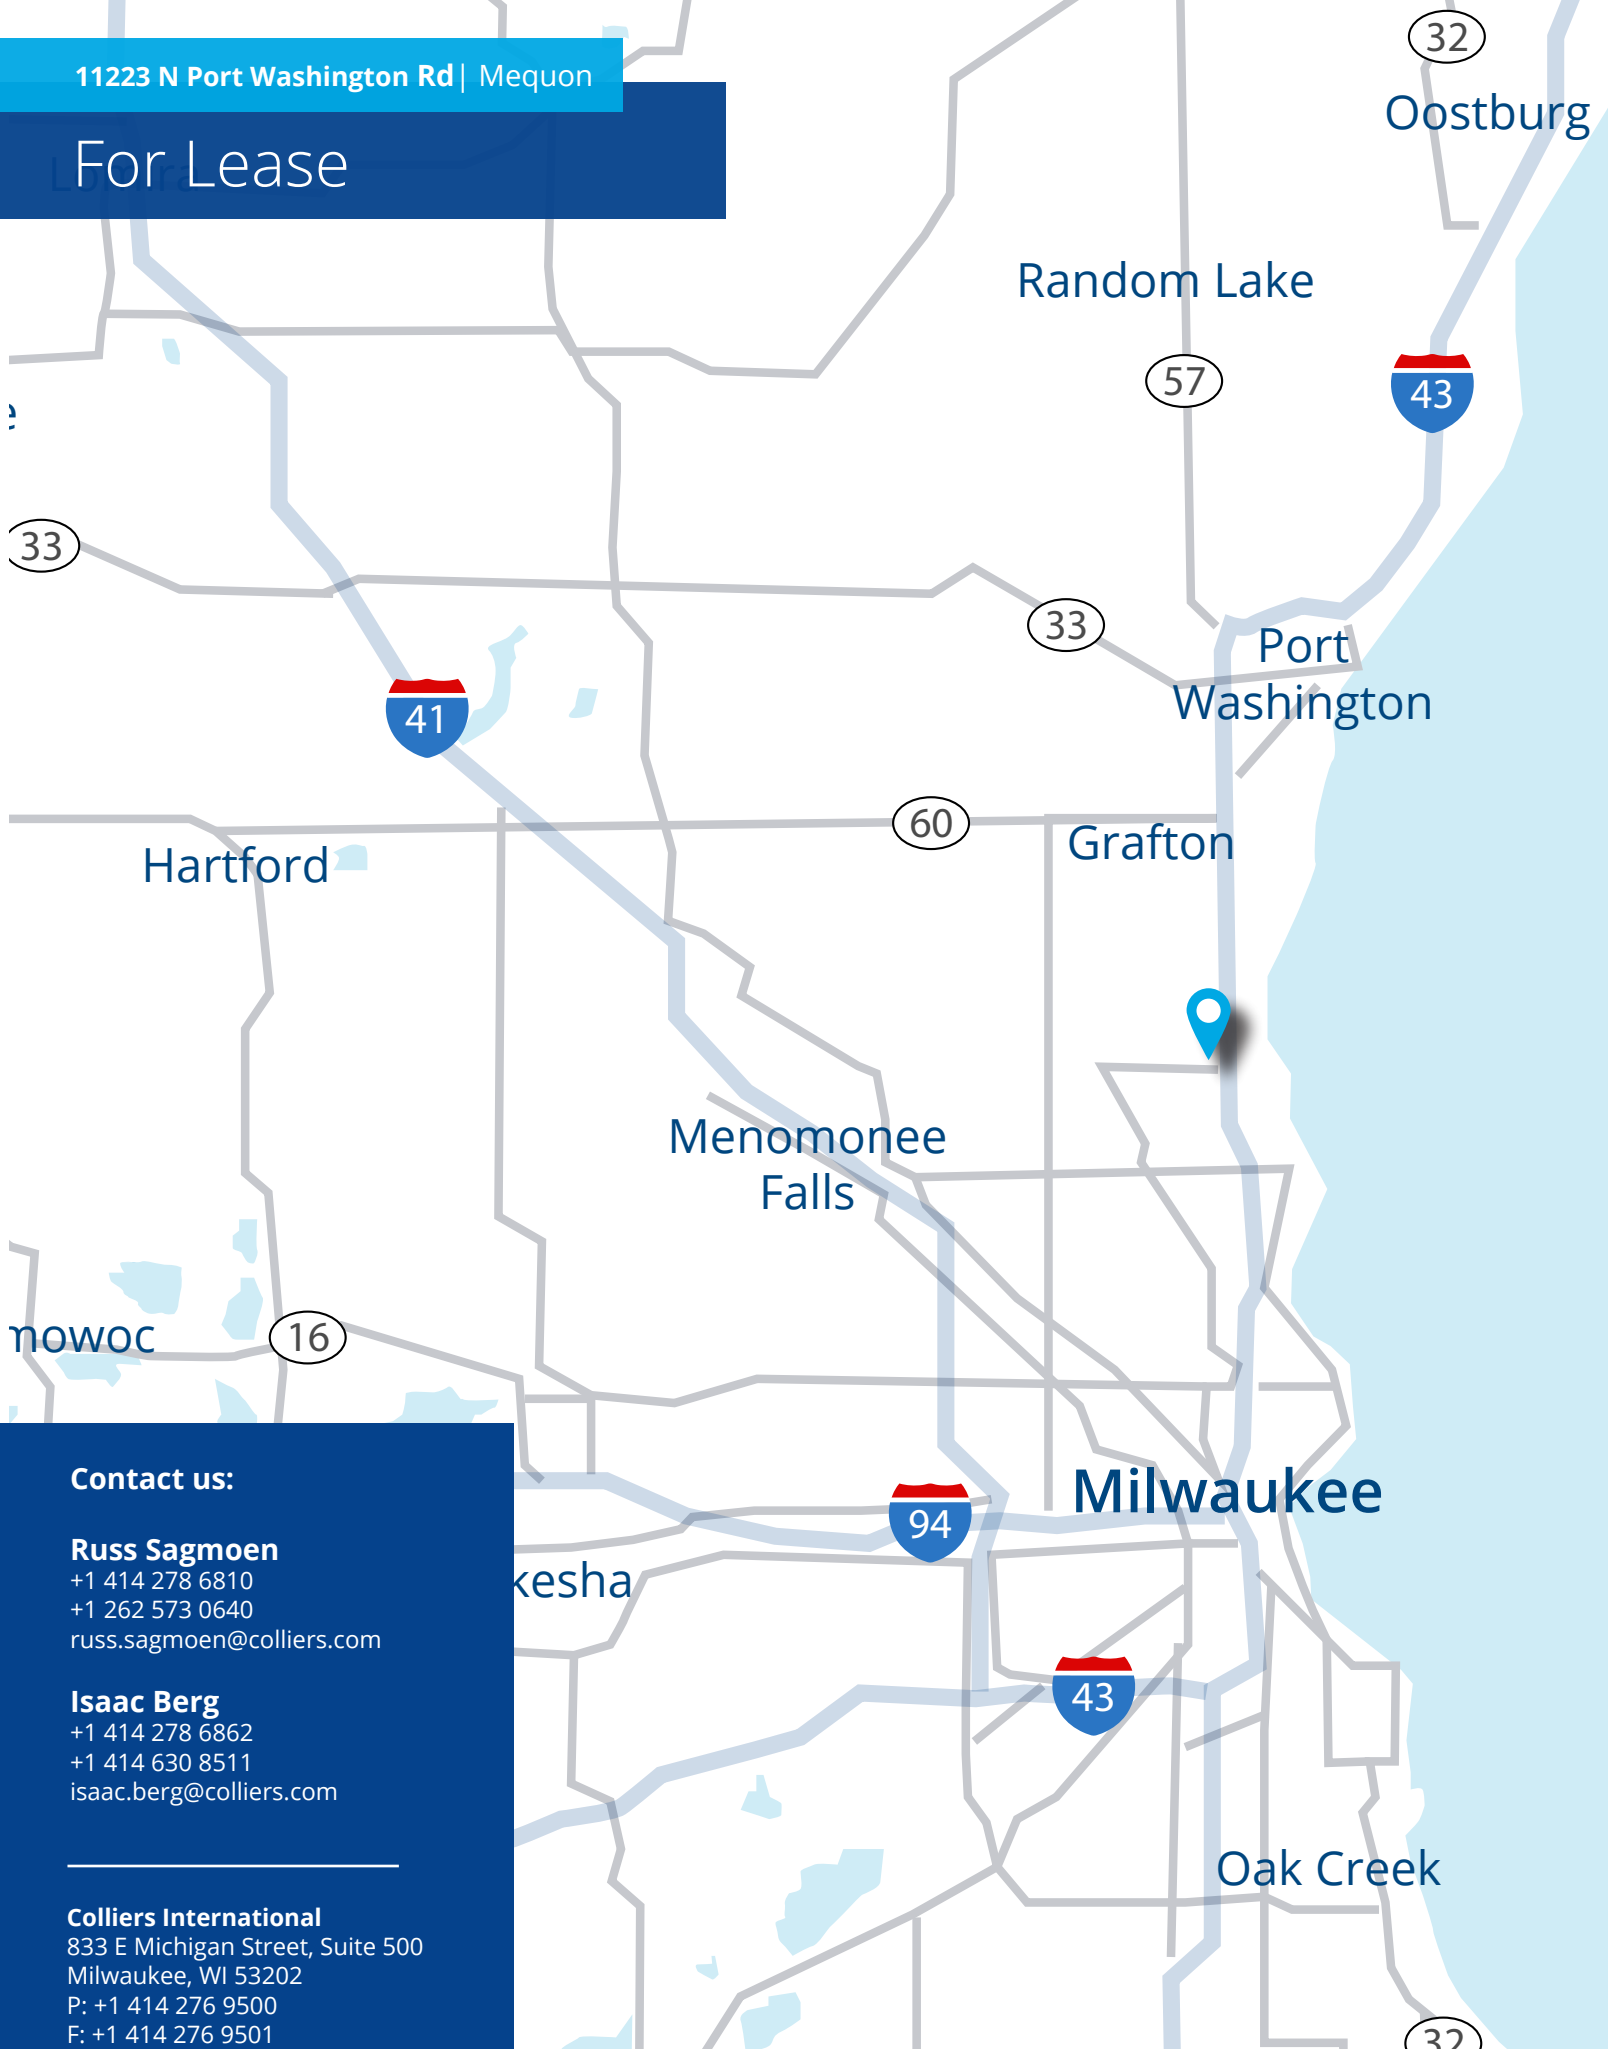 11223 N Port Washington Rd| Mequon
For Lease
32
Oostburg
Random Lake
57
43
33
33
Port
Washington
41
60
Grafton
Hartford
Menomonee
Falls
mowoc
16
Milwaukee
94
kesha
43
Oak Creek
32
Contact us:
Russ Sagmoen
+1 414 278 6810
+1 262 573 0640
russ.sagmoen@colliers.com
Isaac Berg
+1 414 278 6862
+1 414 630 8511
isaac.berg@colliers.com
Colliers International
833 E Michigan Street, Suite 500
Milwaukee, WI 53202
P: +1 414 276 9500
F: +1 414 276 9501